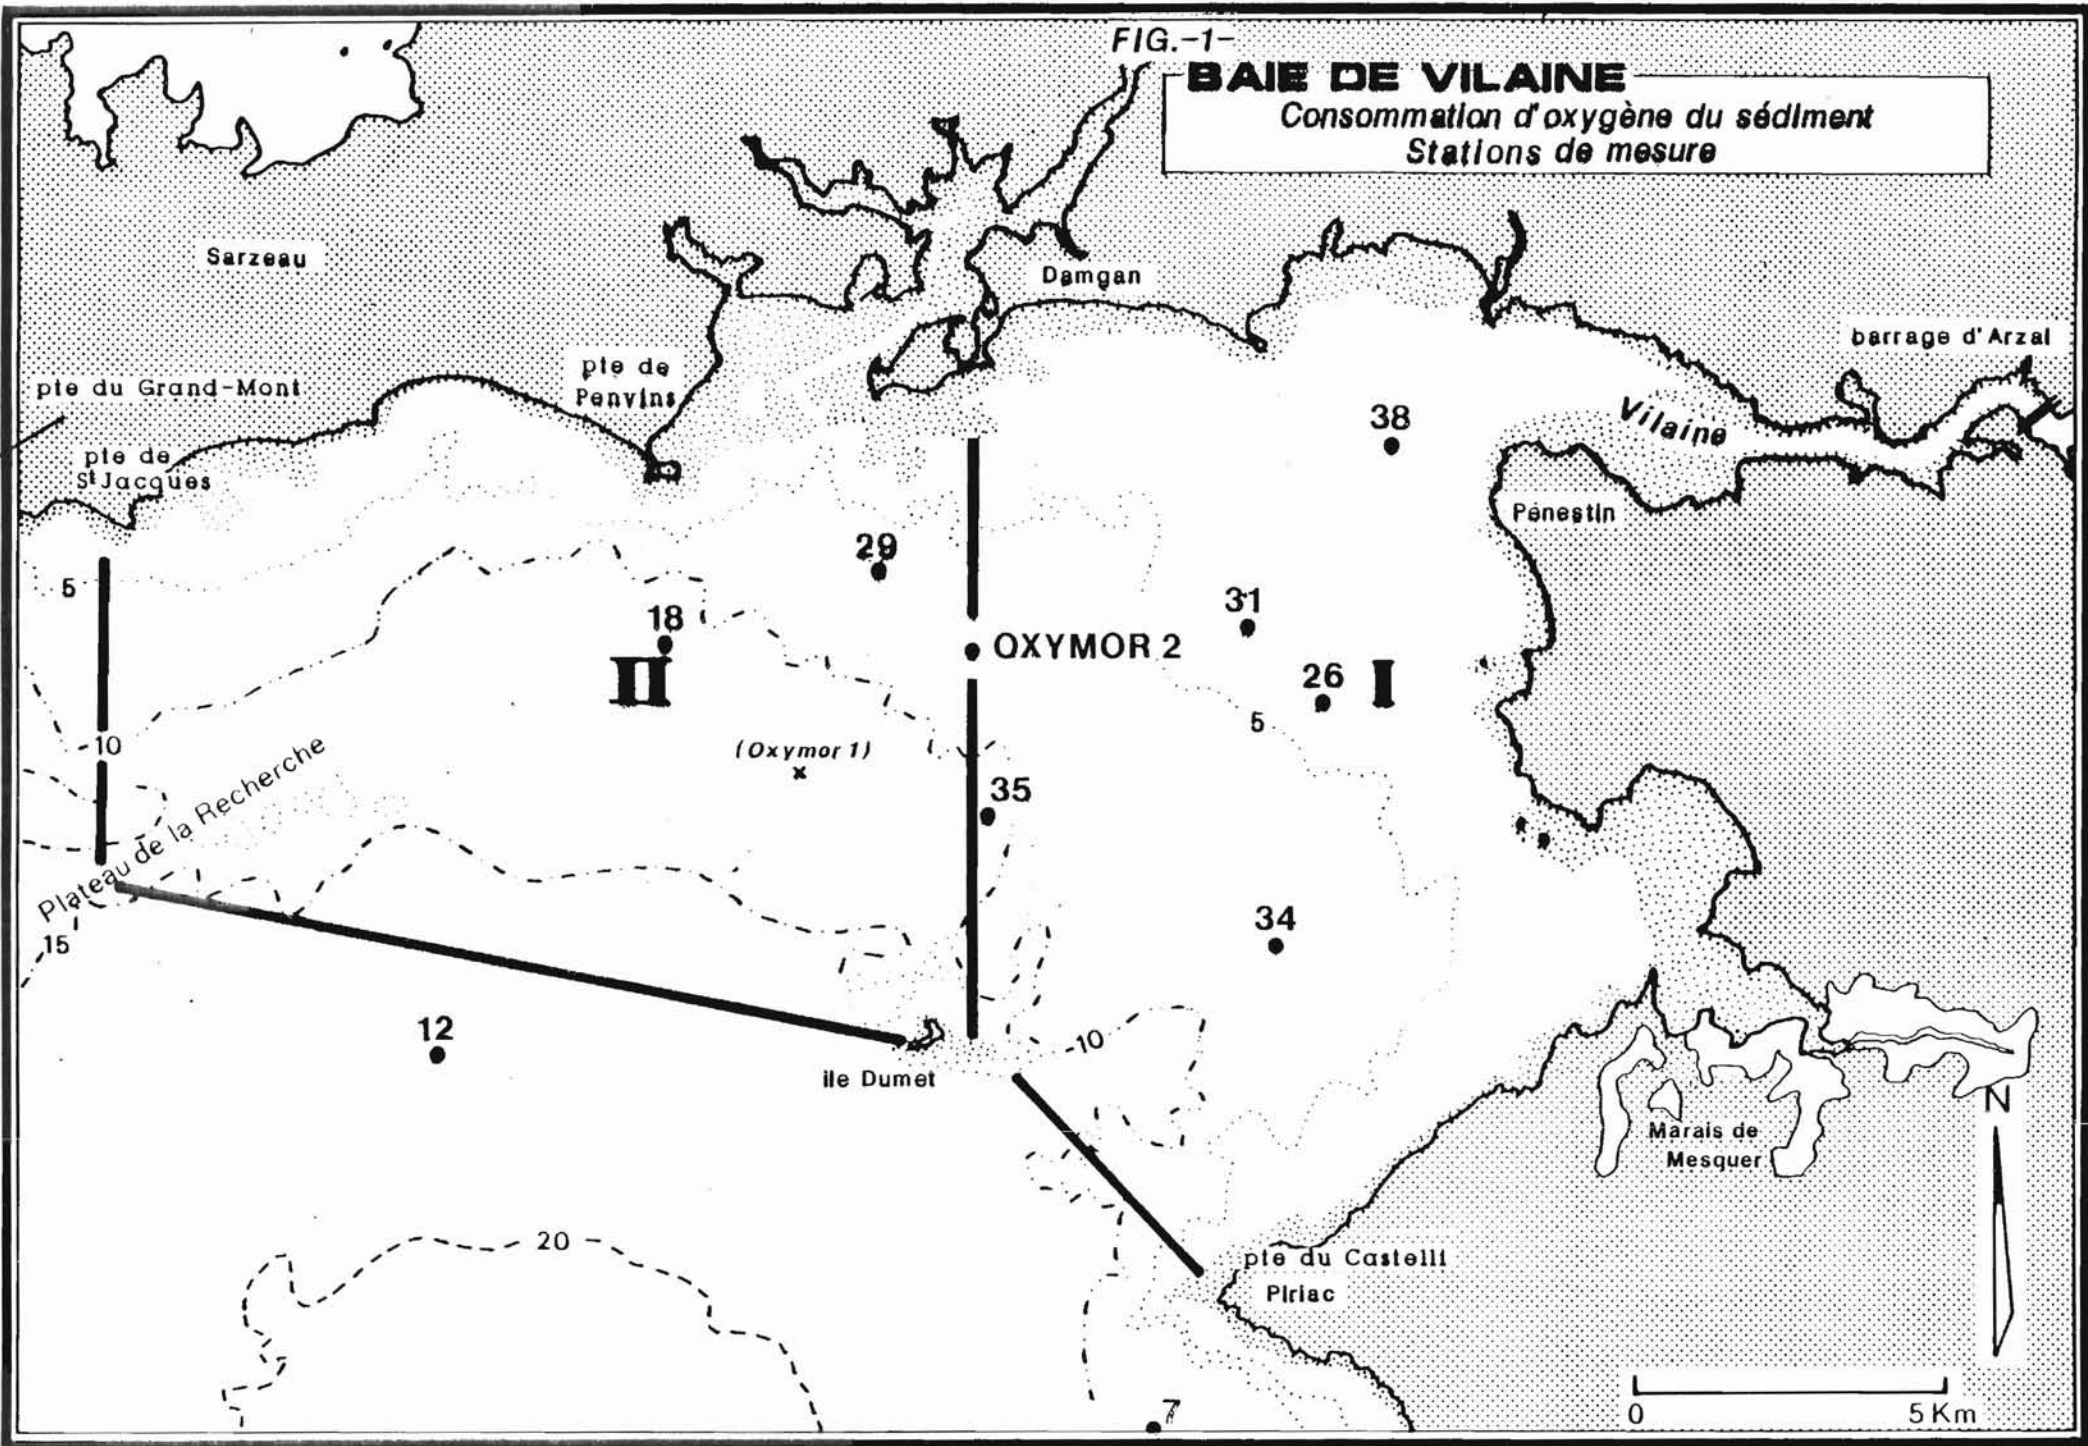 FIG.-1-
BAIE DE VILAINE
Consommation d'oxygène du sédiment
Stations de mesure
Sarzeau
Damgan
barrage d'Arzal
pte de
Penvins
pte du Grand-Mont
Vilaine
38
pte de
St Jacques
Pénestin
29
5
31
18
OXYMOR 2
II
26
I
5
-10
(Oxymor 1)
Plateau de la Recherche
35
15
34
12
-10
ile Dumet
N
Marais de
Mesquer
20
pte du Castelli
Piriac
7
0
5 Km